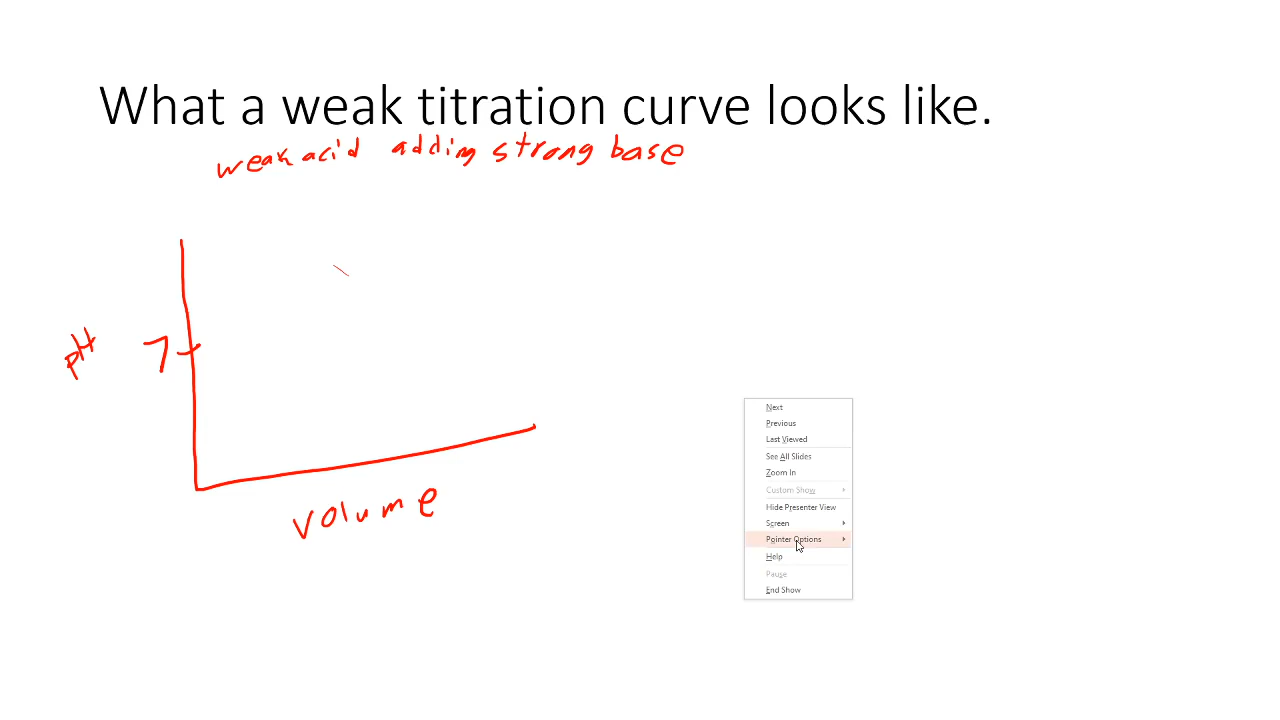 What a weak titration curve looks like.
weak acid adding strong base
pH
7
volume
Next
Previous
Last Viewed
See All Slides
Zoom In
Custom Show
Hide Presenter View
Screen
Pointer Options
Help
Pause
End Show